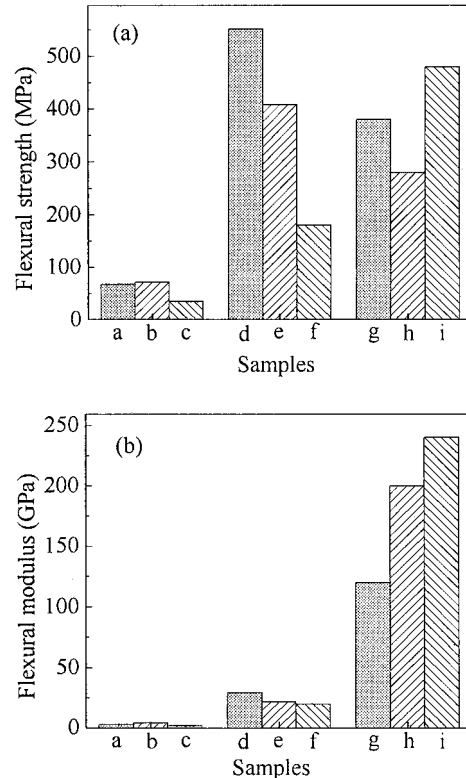 (a)
Flexural strength (MPa)
500
400
300
200
100
0
a b c d e f g h i
Samples
(b)
Flexural modulus (GPa)
250
200
150
100
50
0
a b c d e f g h i
Samples